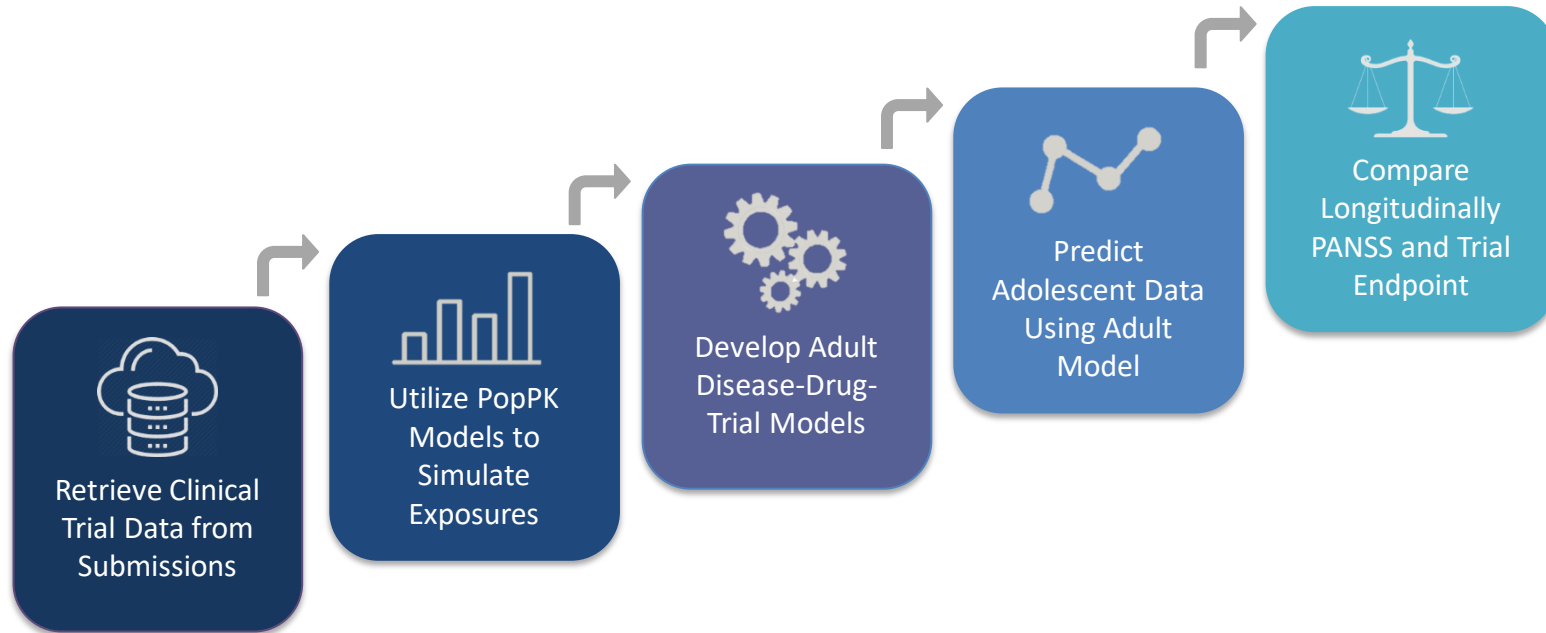 Retrieve Clinical
Trial Data from
Submissions
Utilize PopPK
Models to
Simulate
Exposures
Develop Adult
Disease-Drug-
Trial Models
Predict
Adolescent Data
Using Adult
Model
Compare
Longitudinally
PANSS and Trial
Endpoint